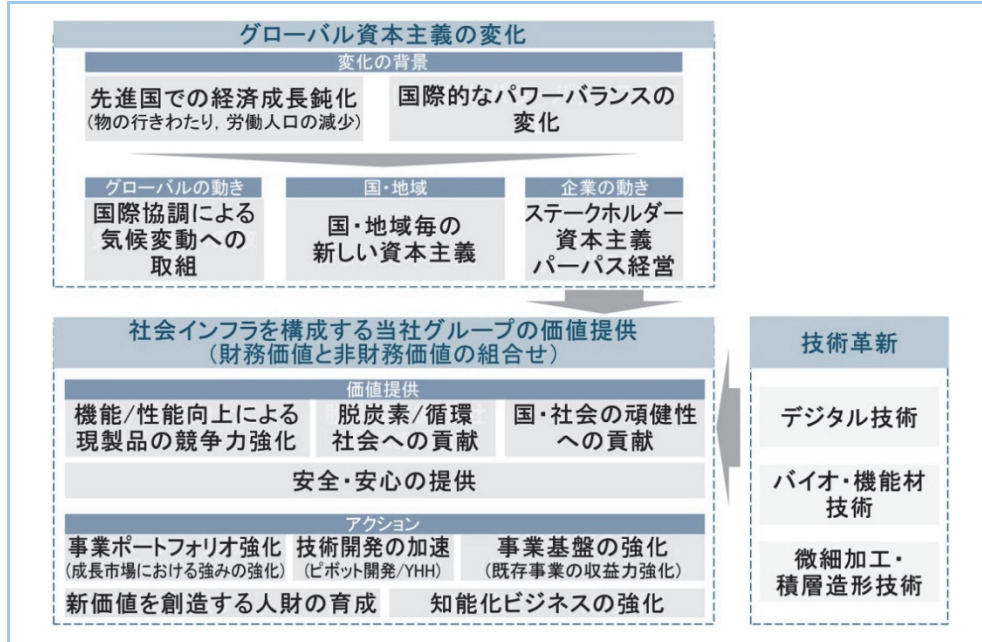 グローバル資本主義の変化
変化の背景
先進国での経済成長鈍化
(物の行きわたり, 労働人口の減少)
国際的なパワーバランスの
変化
グローバルの動き
国際協調による
気候変動への
取組
国・地域
国・地域毎の
新しい資本主義
企業の動き
ステークホルダー
資本主義
パーパス経営
社会インフラを構成する当社グループの価値提供
(財務価値と非財務価値の組合せ)
価値提供
機能/性能向上による
現製品の競争力強化
脱炭素/循環
社会への貢献
国・社会の頑健性
への貢献
安全・安心の提供
アクション
事業ポートフォリオ強化
(成長市場における強みの強化)
技術開発の加速
(ピボット開発/YHH)
事業基盤の強化
(既存事業の収益力強化)
新価値を創造する人財の育成
知能化ビジネスの強化
技術革新
デジタル技術
バイオ・機能材
技術
微細加工・
積層造形技術